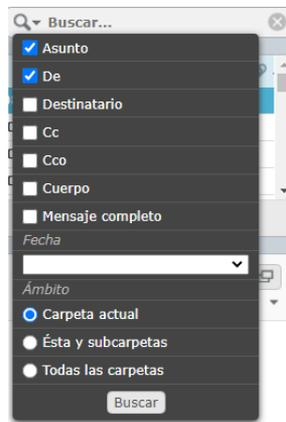 Buscar...
Asunto
De
Destinatario
Cc
Cco
Cuerpo
Mensaje completo
Fecha
Ámbito
Carpeta actual
Ésta y subcarpetas
Todas las carpetas
Buscar